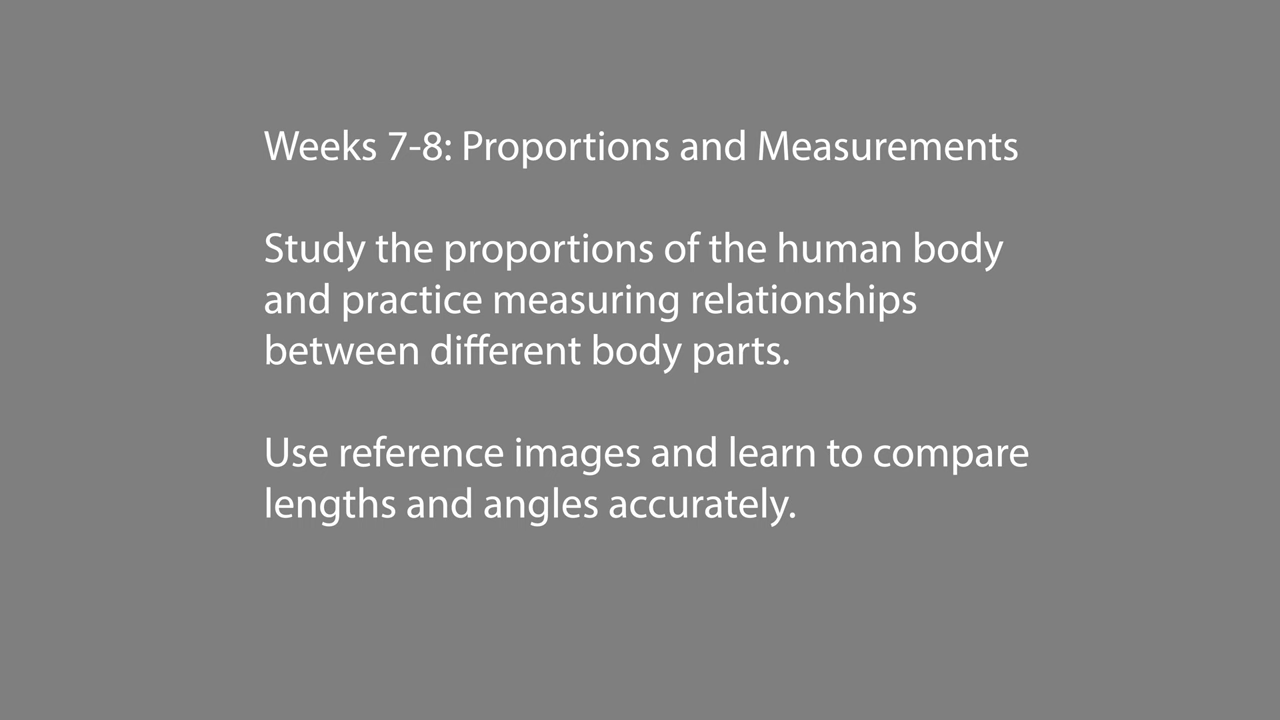 Weeks 7-8: Proportions and Measurements
Study the proportions of the human body
and practice measuring relationships
between different body parts.
Use reference images and learn to compare
lengths and angles accurately.